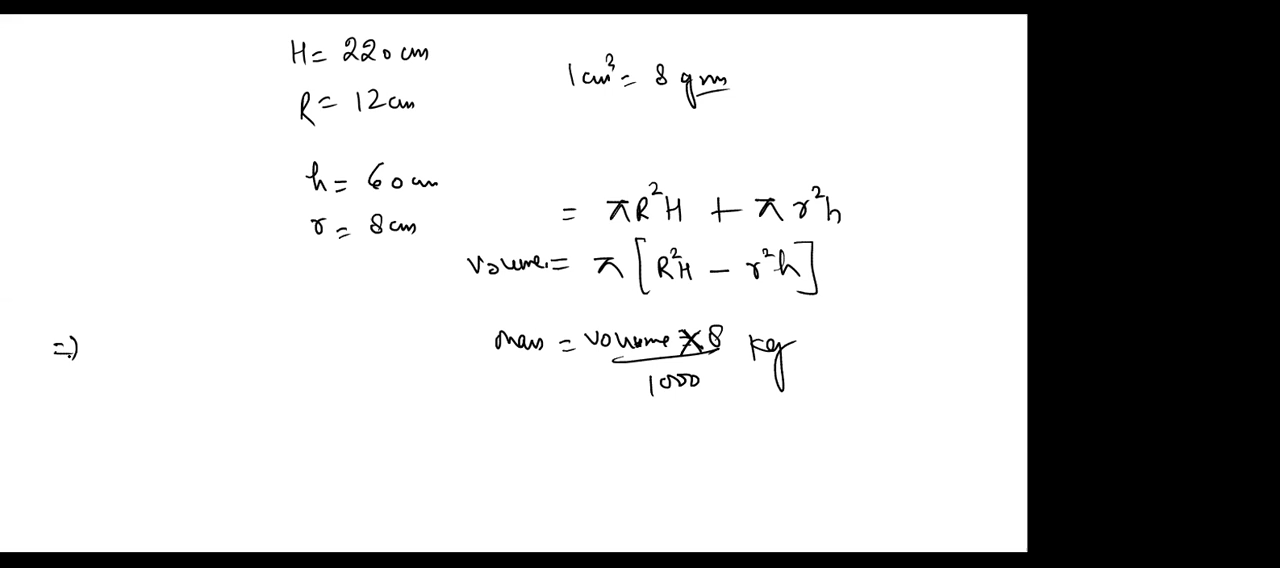 H = 220 cm
1 cm³ = 8 gm
R = 12 cm
h = 60 cm
r = 8 cm
= πR²H + πr²h
Volume = π[R²H − r²h]
=> mass = volume × 8 / 1000 kg